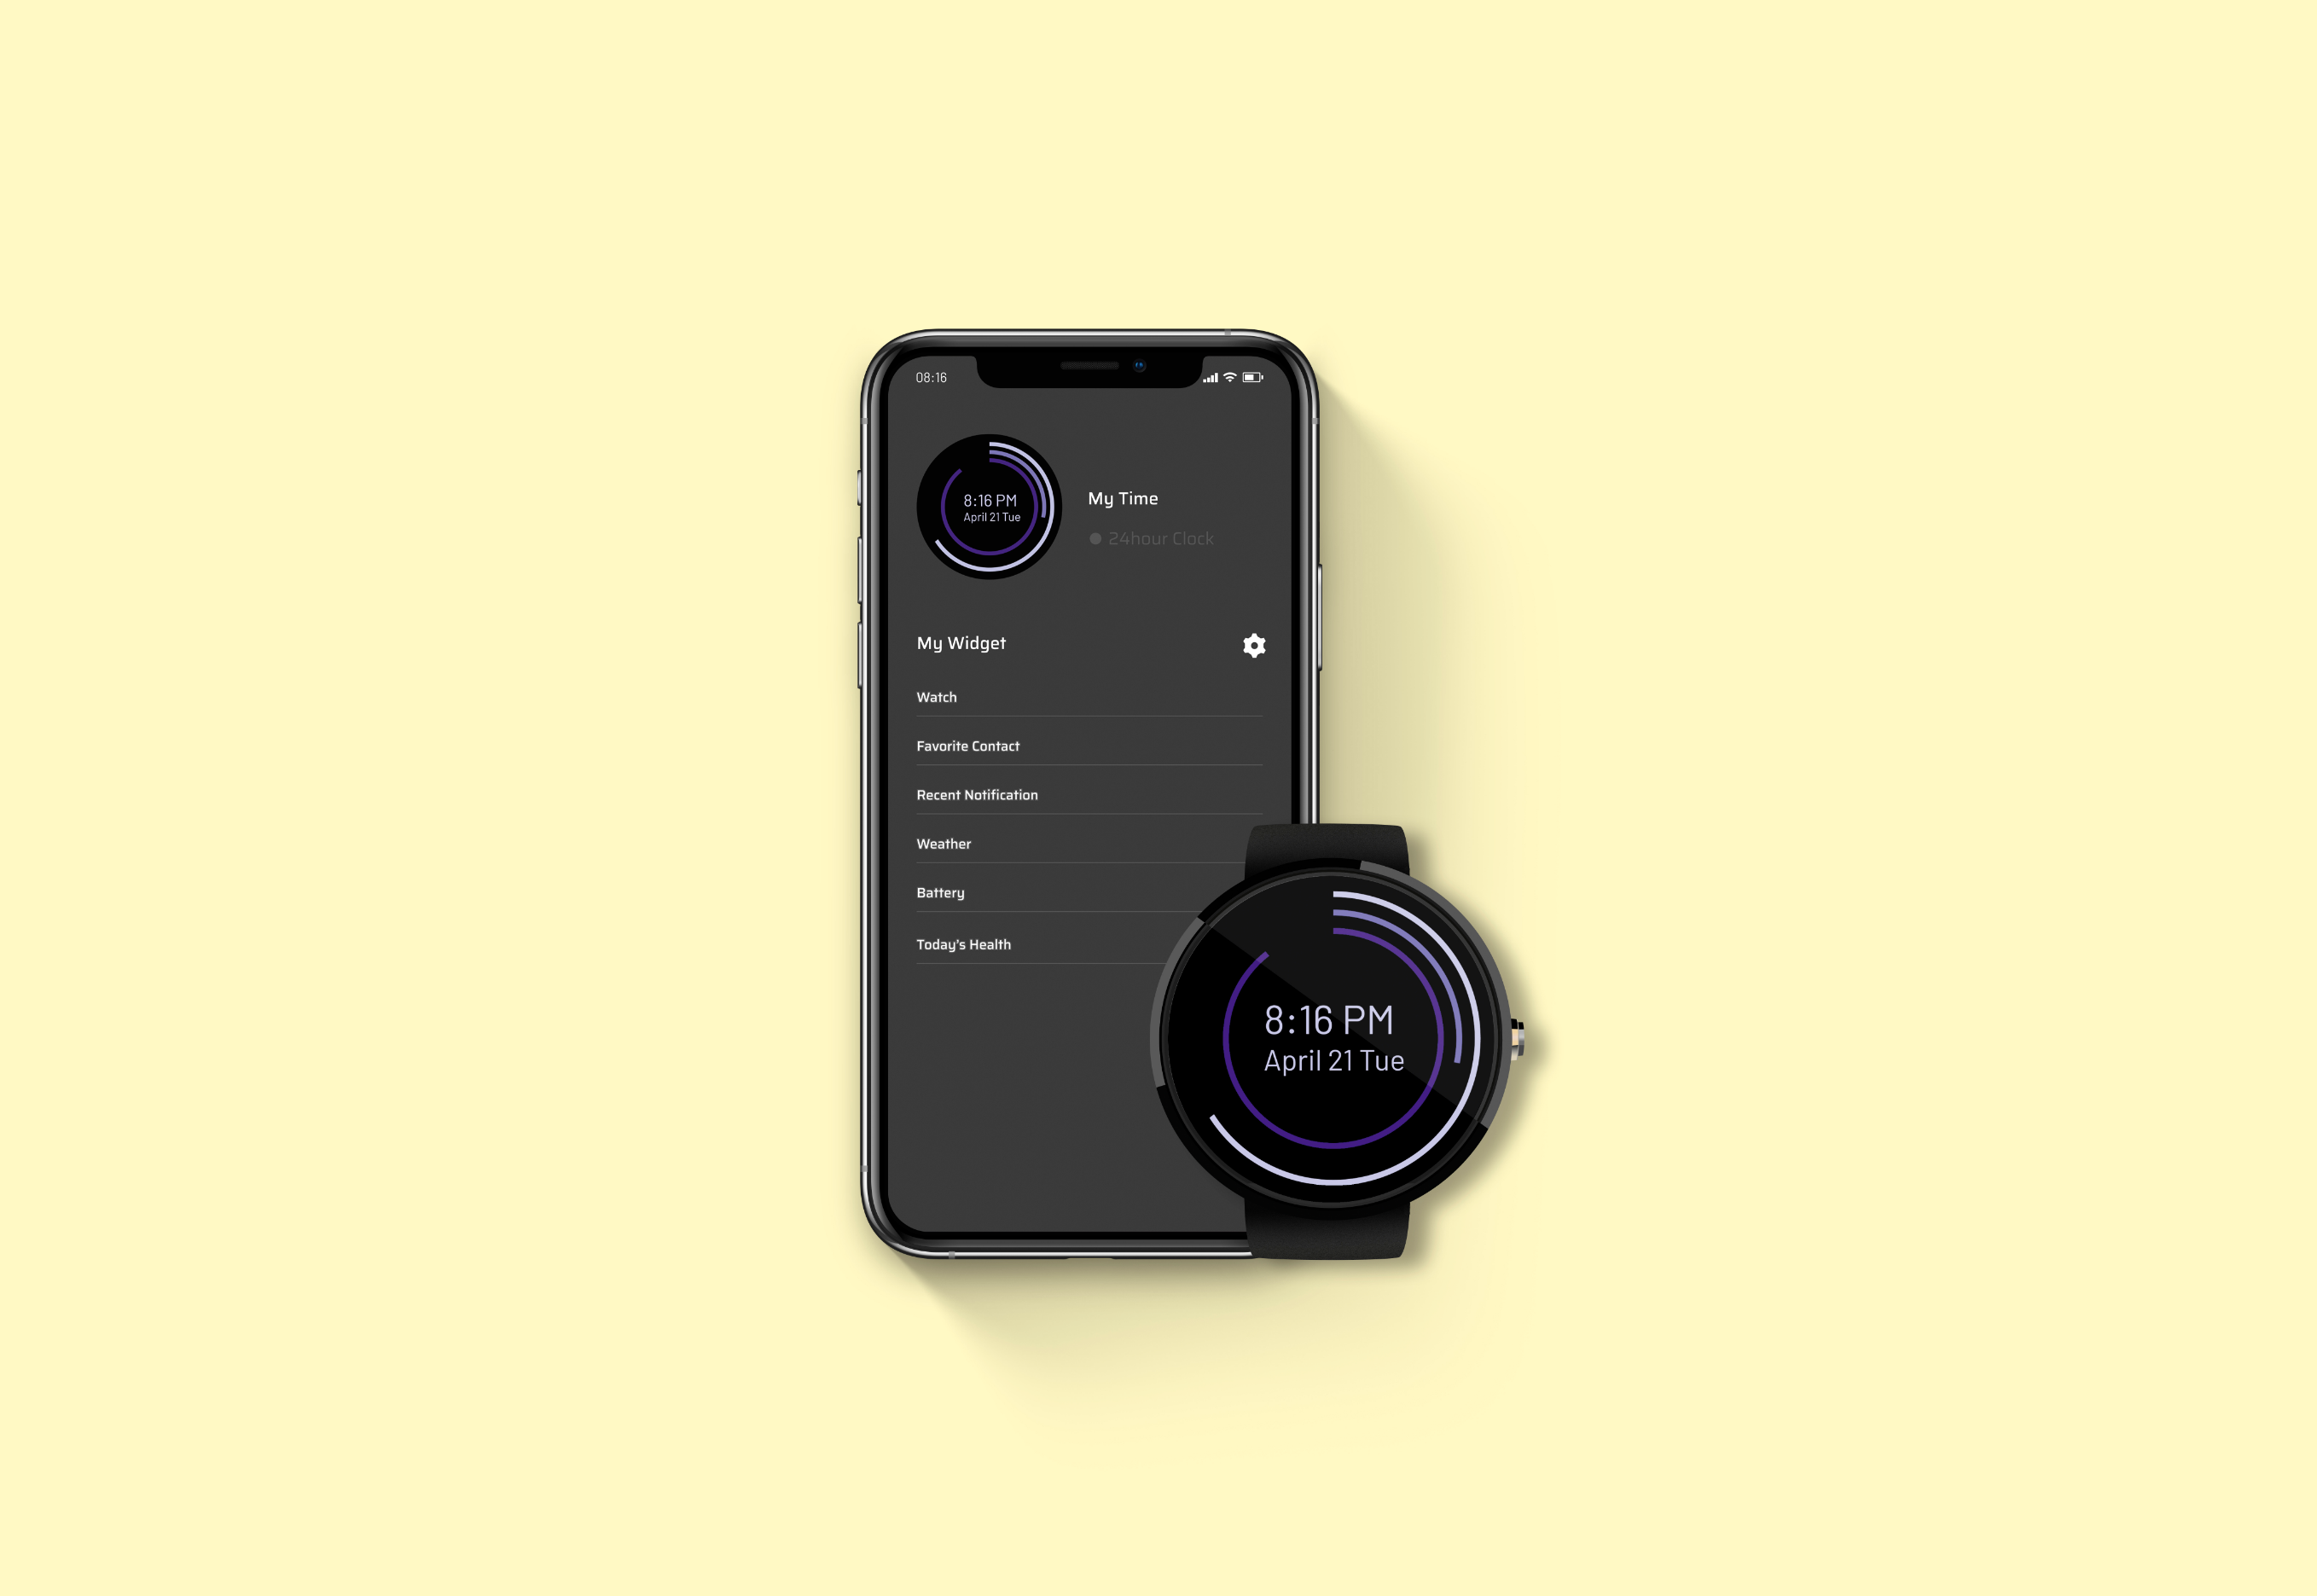 08:16
8:16 PM
April 21 Tue
My Time
24hour Clock
My Widget
Watch
Favorite Contact
Recent Notification
Weather
Battery
Today's Health
8:16 PM
April 21 Tue